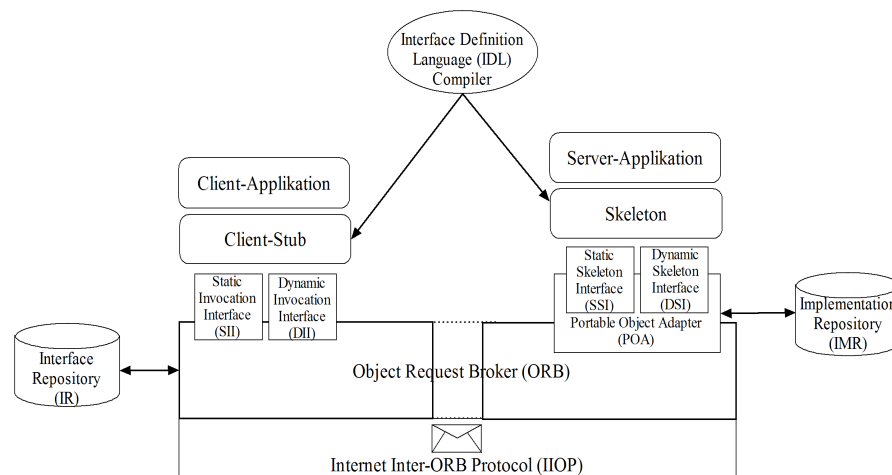 Interface Definition
Language (IDL)
Compiler
Client-Applikation
Client-Stub
Server-Applikation
Skeleton
Static
Invocation
Interface
(SII)
Dynamic
Invocation
Interface
(DII)
Static
Skeleton
Interface
(SSI)
Dynamic
Skeleton
Interface
(DSI)
Portable Object Adapter
(POA)
Implementation
Repository
(IMR)
Interface
Repository
(IR)
Object Request Broker (ORB)
Internet Inter-ORB Protocol (IIOP)